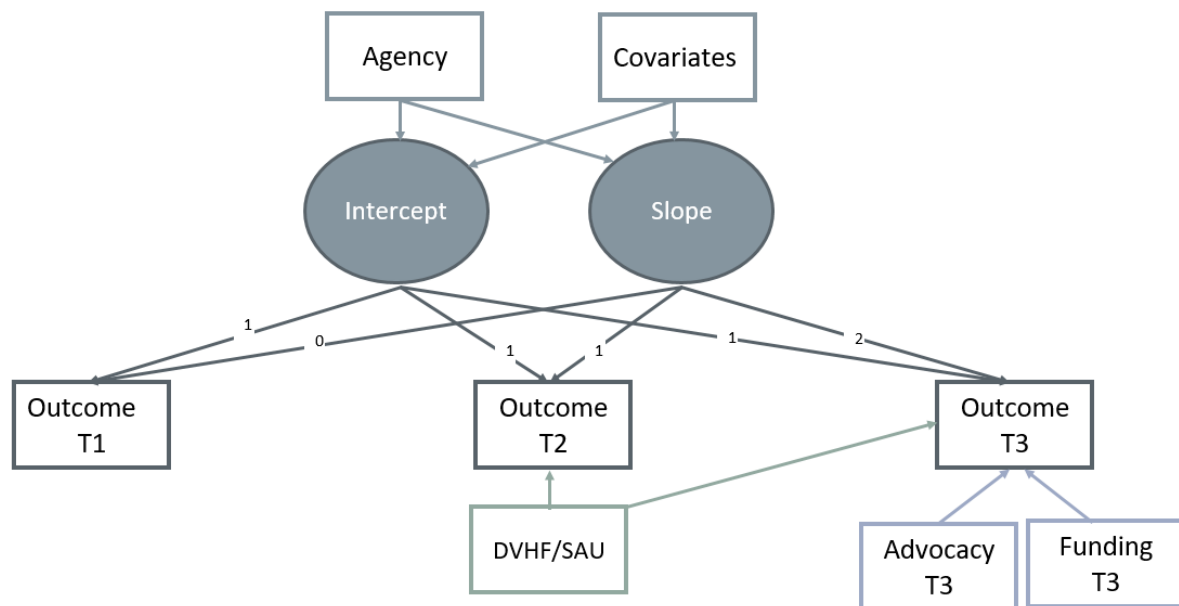 Agency
Covariates
Intercept
Slope
1
0
1
1
1
2
Outcome
T1
Outcome
T2
Outcome
T3
DVHF/SAU
Advocacy
T3
Funding
T3